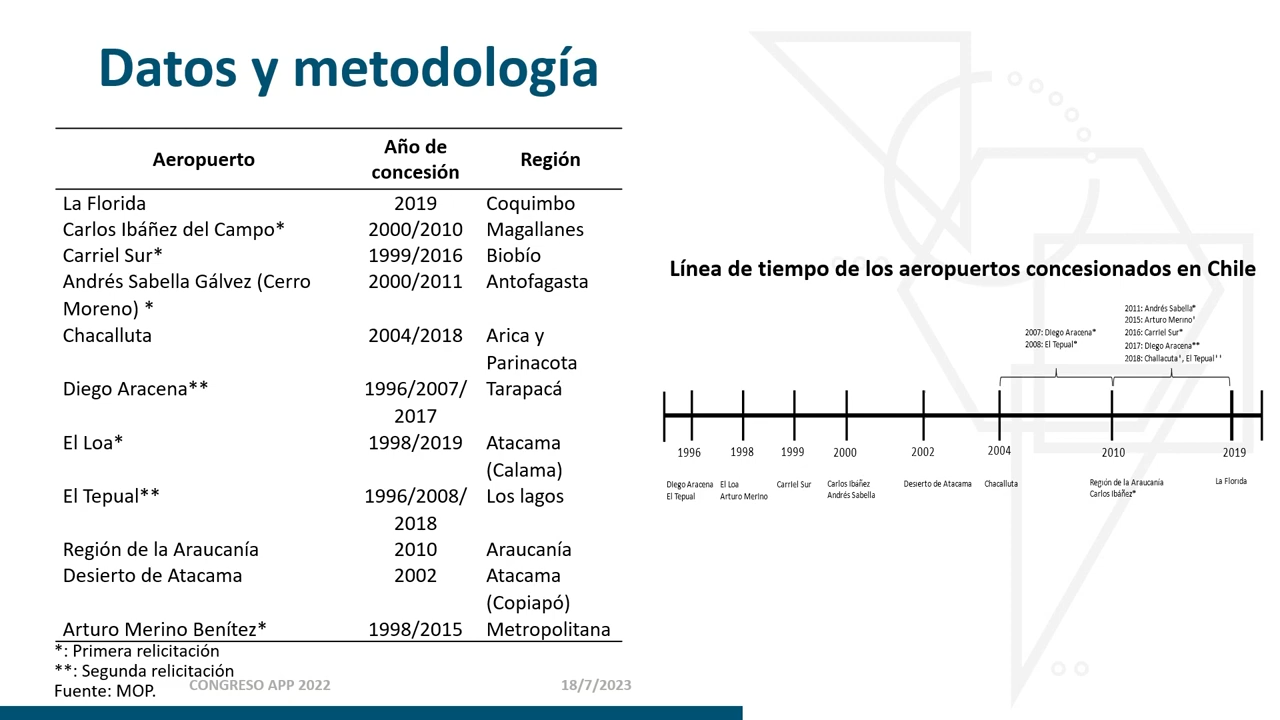 Datos y metodología
Aeropuerto
Año de
concesión
Región
La Florida 2019 Coquimbo
Carlos Ibáñez del Campo* 2000/2010 Magallanes
Carriel Sur* 1999/2016 Biobío
Andrés Sabella Gálvez (Cerro 2000/2011 Antofagasta
Moreno) *
Chacalluta 2004/2018 Arica y
Parinacota
Diego Aracena** 1996/2007/ Tarapacá
2017
El Loa* 1998/2019 Atacama
(Calama)
El Tepual** 1996/2008/ Los lagos
2018
Región de la Araucanía 2010 Araucanía
Desierto de Atacama 2002 Atacama
(Copiapó)
Arturo Merino Benítez* 1998/2015 Metropolitana
*: Primera relicitación
**: Segunda relicitación
Fuente: MOP.
CONGRESO APP 2022 18/7/2023
Línea de tiempo de los aeropuertos concesionados en Chile
2007: Diego Aracena*
2008: El Tepual*
2011: Andrés Sabella*
2015: Arturo Merino*
2016: Carriel Sur*
2017: Diego Aracena**
2018: Challacuta*, El Tepual**
1996 1998 1999 2000 2002 2004 2010 2019
Diego Aracena
El Tepual
El Loa
Arturo Merino
Carriel Sur
Carlos Ibáñez
Andrés Sabella
Desierto de Atacama
Chacalluta
Región de la Araucanía
Carlos Ibáñez*
La Florida